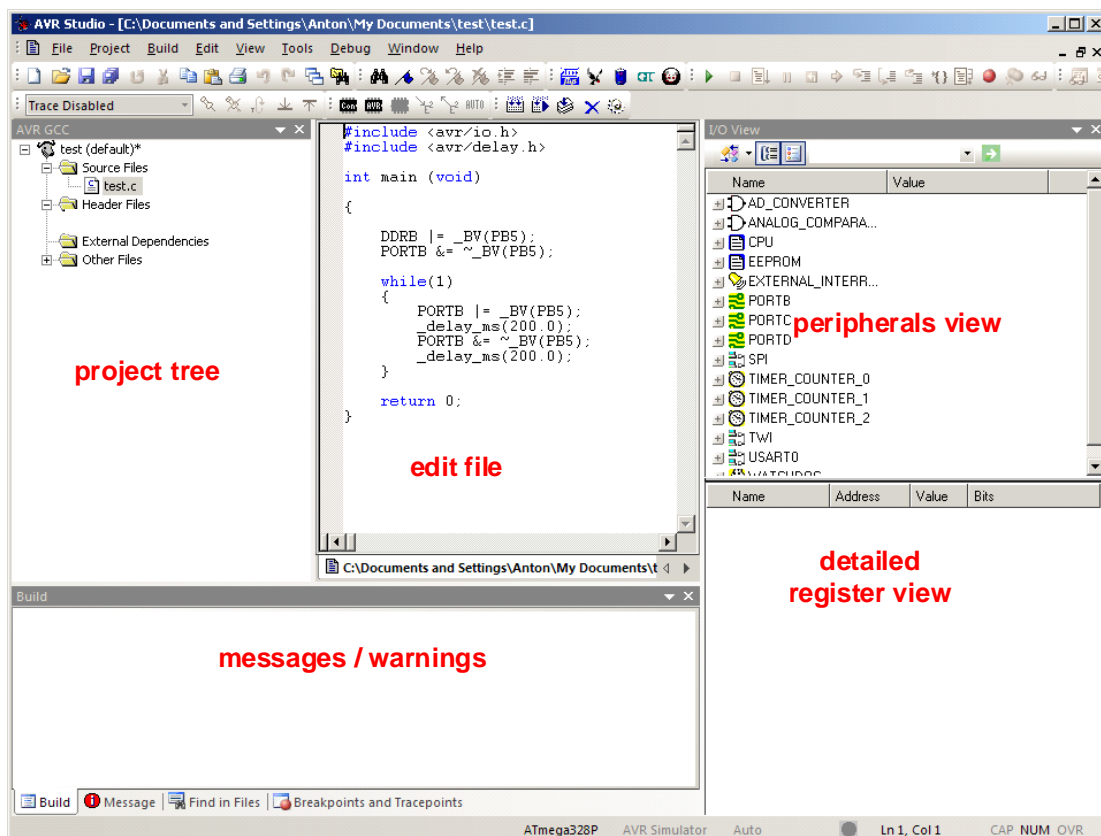 AVR Studio - [C:\Documents and Settings\Anton\My Documents\test\test.c]
File Project Build Edit View Tools Debug Window Help
Trace Disabled
Con AVR AUTO
AVR GCC
test (default)*
Source Files
test.c
Header Files
External Dependencies
Other Files
project tree
#include <avr/io.h>
#include <avr/delay.h>
int main (void)
{
DDRB |= _BV(PB5);
PORTB &= ~_BV(PB5);
while(1)
{
PORTB |= _BV(PB5);
_delay_ms(200.0);
PORTB &= ~_BV(PB5);
_delay_ms(200.0);
}
return 0;
}
edit file
C:\Documents and Settings\Anton\My Documents\t
I/O View
Name Value
AD_CONVERTER
ANALOG_COMPARA...
CPU
EEPROM
EXTERNAL_INTERR...
PORTB
PORTC
PORTD
SPI
TIMER_COUNTER_0
TIMER_COUNTER_1
TIMER_COUNTER_2
TWI
USART0
WATCHDOG
peripherals view
Name Address Value Bits
detailed
register view
Build
messages / warnings
Build Message Find in Files Breakpoints and Tracepoints
ATmega328P AVR Simulator Auto Ln 1, Col 1 CAP NUM OVR